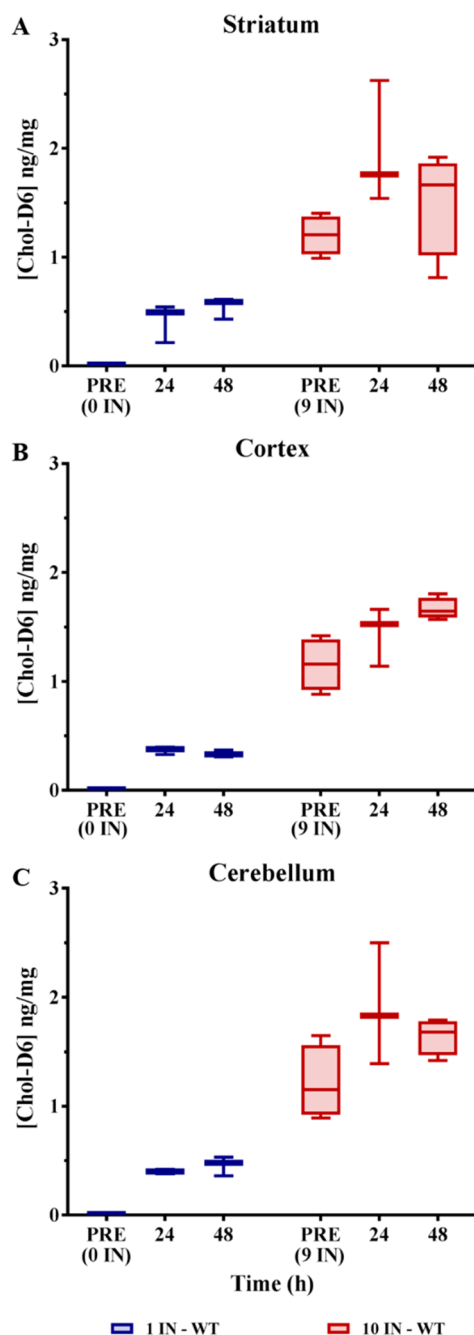 A
Striatum
[Chol-D6] ng/mg
3
2
1
0
PRE 24 48 PRE 24 48
(0 IN) (9 IN)
B
Cortex
[Chol-D6] ng/mg
3
2
1
0
PRE 24 48 PRE 24 48
(0 IN) (9 IN)
C
Cerebellum
[Chol-D6] ng/mg
3
2
1
0
PRE 24 48 PRE 24 48
(0 IN) (9 IN)
Time (h)
1 IN - WT 10 IN - WT